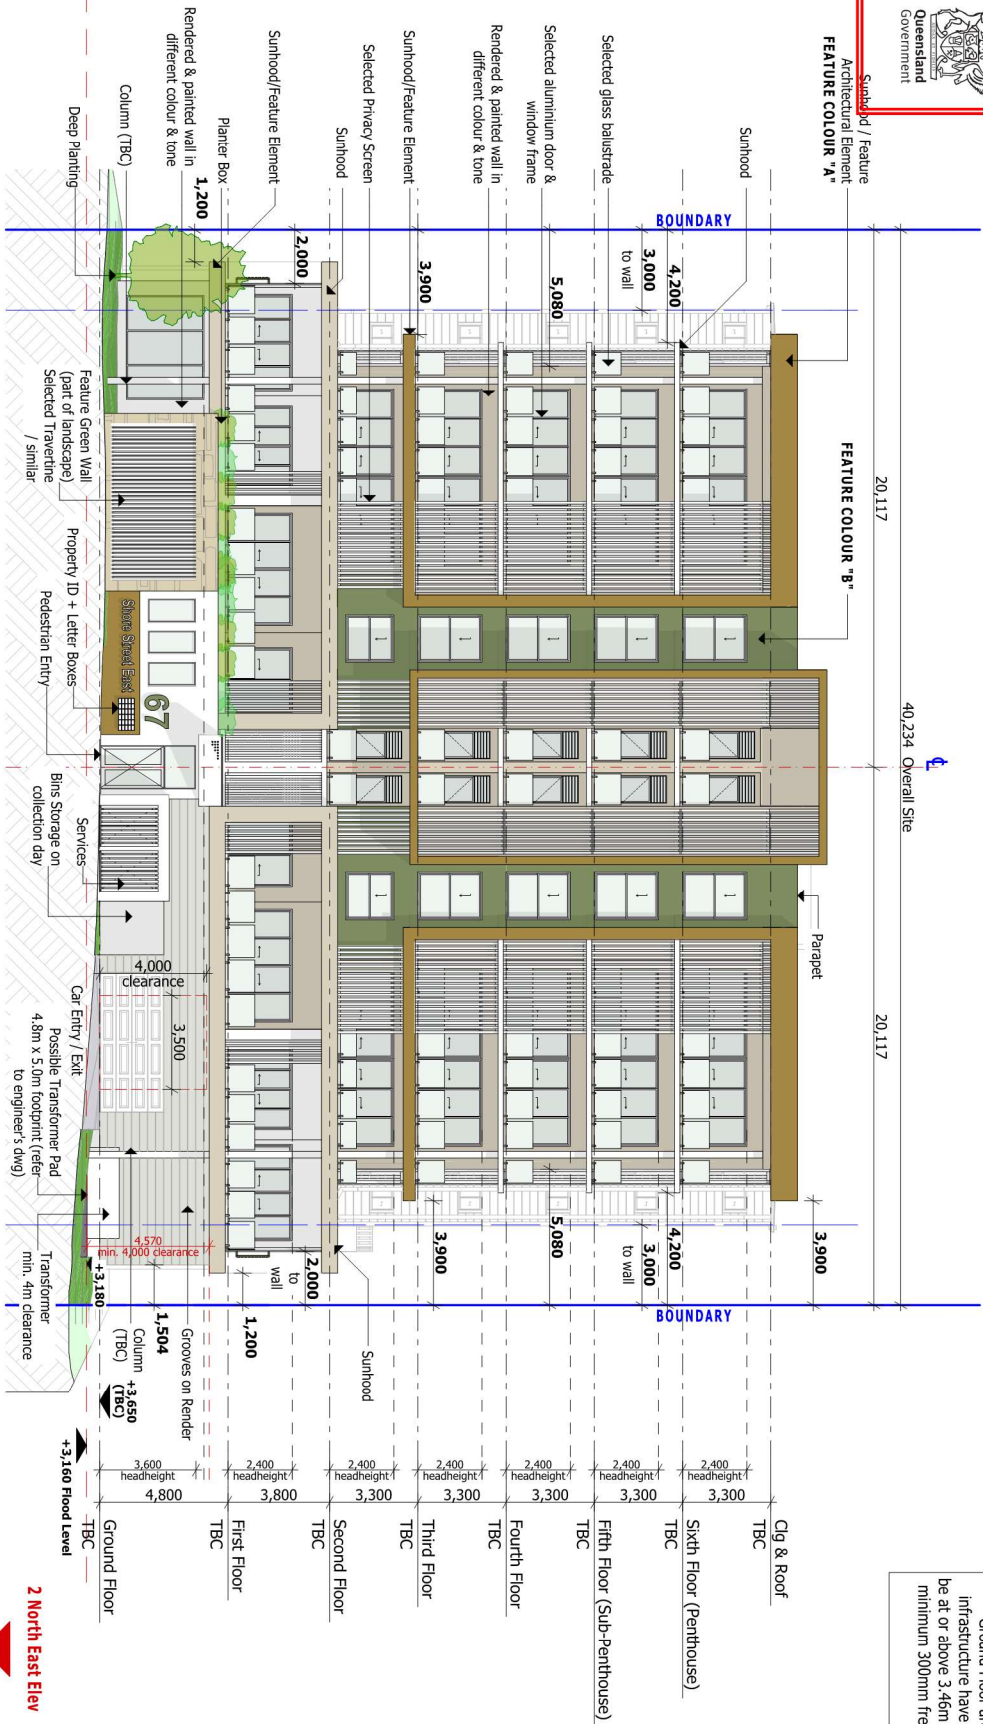 Queensland
Government
Sunhood / Feature
Architectural Element
FEATURE COLOUR "A"
Sunhood
Selected glass balustrade
Selected aluminium door &
window frame
Rendered & painted wall in
different colour & tone
Sunhood/Feature Element
Selected Privacy Screen
Sunhood
Sunhood/Feature Element
Planter Box
Rendered & painted wall in
different colour & tone
Column (TBC)
Deep Planting
BOUNDARY
20,117
40,234 Overall Site
20,117
BOUNDARY
4,200
3,000
to wall
5,080
3,900
2,000
1,200
FEATURE COLOUR "B"
Parapet
3,900
4,200
3,000
to wall
5,080
3,900
2,000
to
wall
1,200
Sunhood
Feature Green Wall
(part of landscape)
Selected Travertine
/ similar
Shore Street East
67
Property ID + Letter Boxes
Pedestrian Entry
Services
Bins Storage on
collection day
4,000
clearance
3,500
Car Entry / Exit
Possible Transformer Pad
4.8m x 5.0m footprint (refer
to engineer's dwg)
4,570
min. 4,000 clearance
Transformer
min. 4m clearance
+3,180
1,504
Grooves on Render
Column
(TBC)
+3,650
(TBC)
+3,160 Flood Level
2,400
headheight
3,300
2,400
headheight
3,300
2,400
headheight
3,300
2,400
headheight
3,300
2,400
headheight
3,300
2,400
headheight
3,800
3,600
headheight
4,800
Clg & Roof
TBC
Sixth Floor (Penthouse)
TBC
Fifth Floor (Sub-Penthouse)
TBC
Fourth Floor
TBC
Third Floor
TBC
Second Floor
TBC
First Floor
TBC
Ground Floor
TBC
infrastructure have
be at or above 3.46m
minimum 300mm fre
2 North East Elev